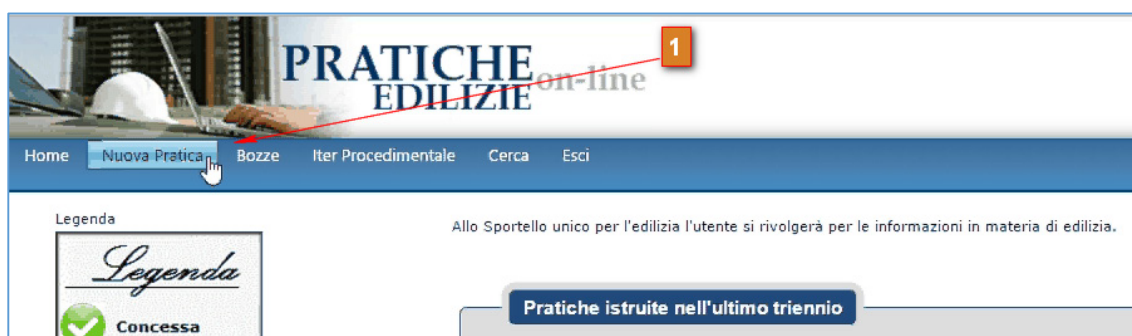 PRATICHE
EDILIZIE on-line
1
Home Nuova Pratica Bozze Iter Procedimentale Cerca Esci
Legenda
Allo Sportello unico per l'edilizia l'utente si rivolgerà per le informazioni in materia di edilizia.
Legenda
Pratiche istruite nell'ultimo triennio
Concessa